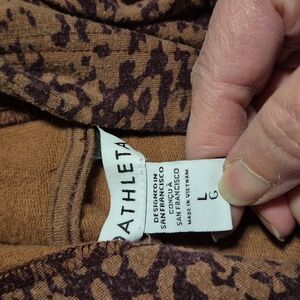 ATHLETA
DESIGNED IN
SAN FRANCISCO
CONÇU À
SAN FRANCISCO
MADE IN VIETNAM
L
G